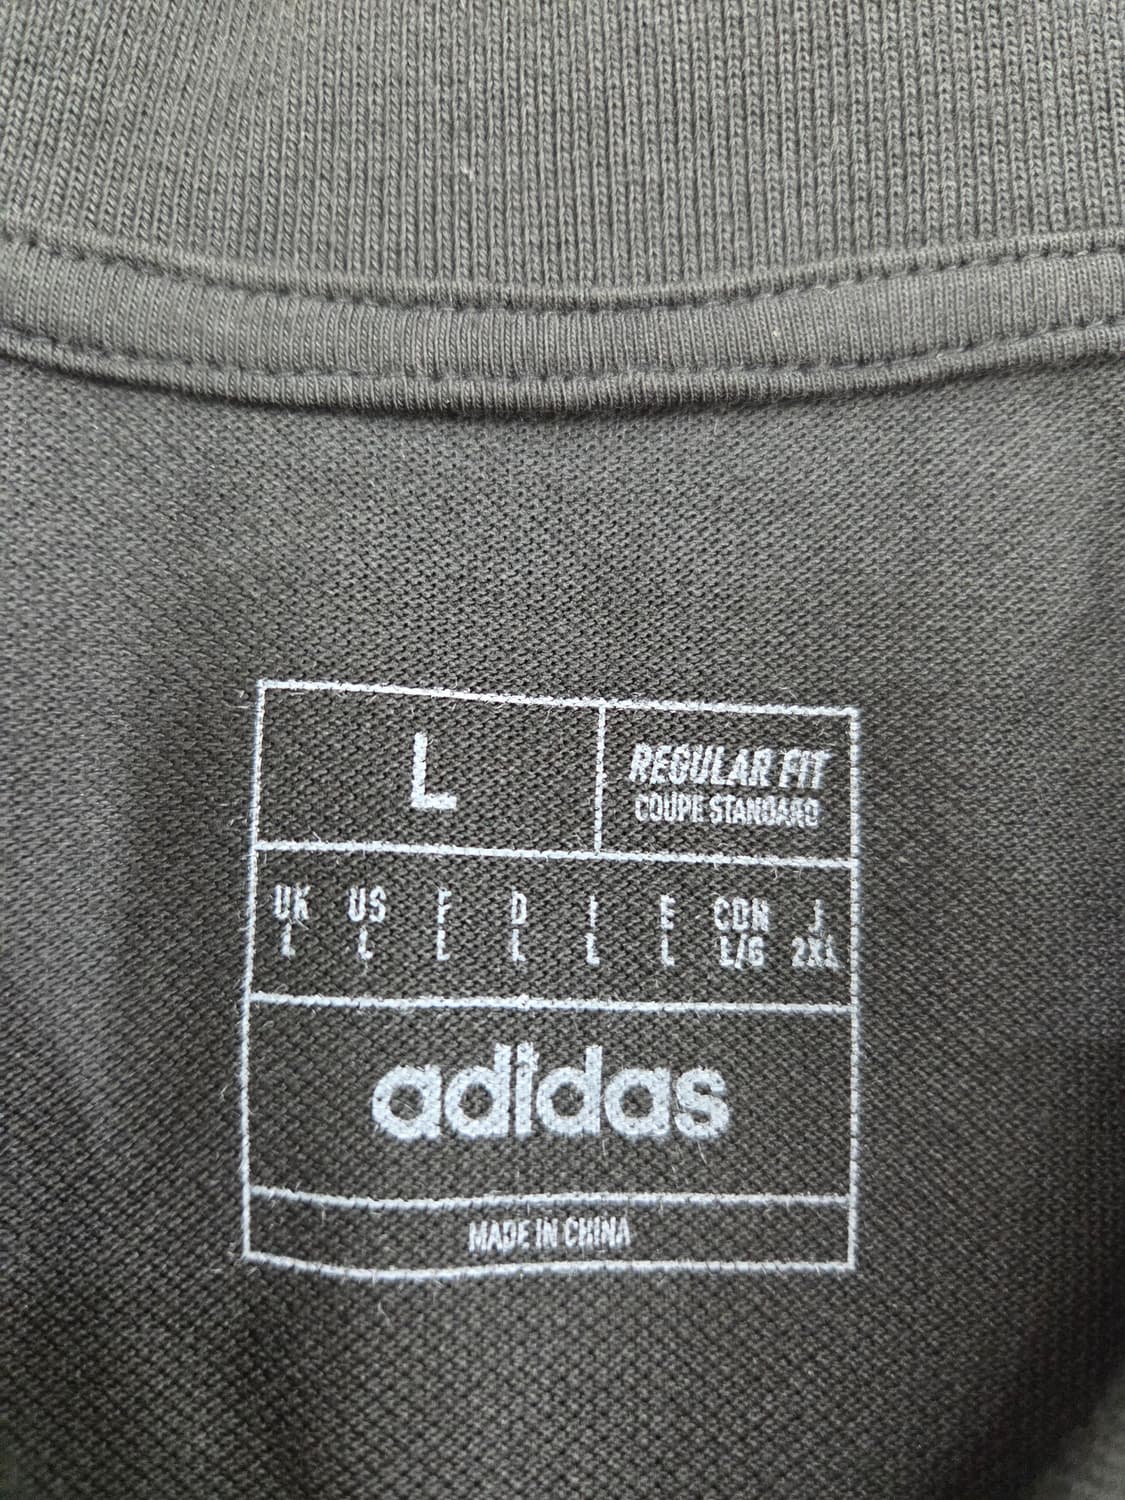 L
REGULAR FIT
COUPE STANDARD
UK US F D I E CDN J
L L L L L L L/G 2XL
adidas
MADE IN CHINA